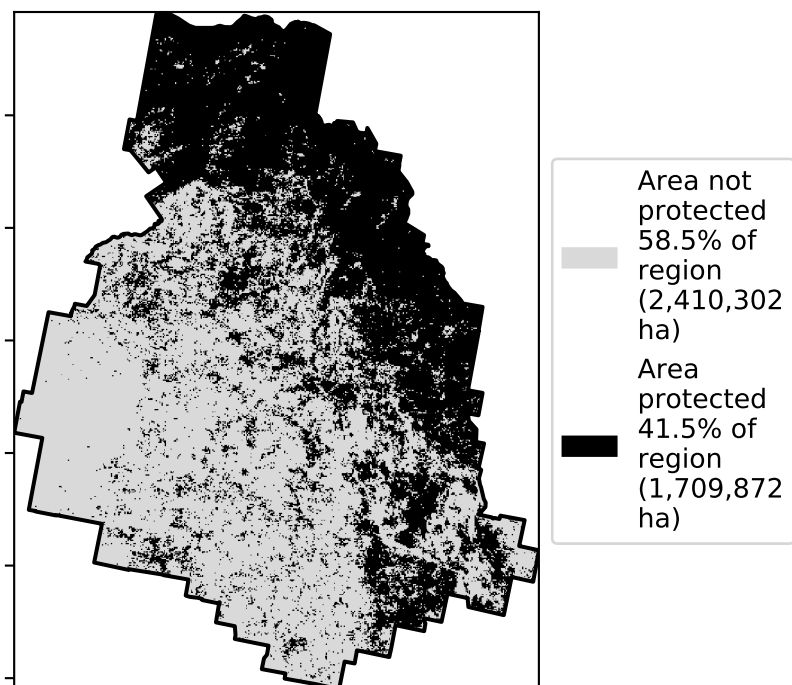 Area not
protected
58.5% of
region
(2,410,302
ha)
Area
protected
41.5% of
region
(1,709,872
ha)